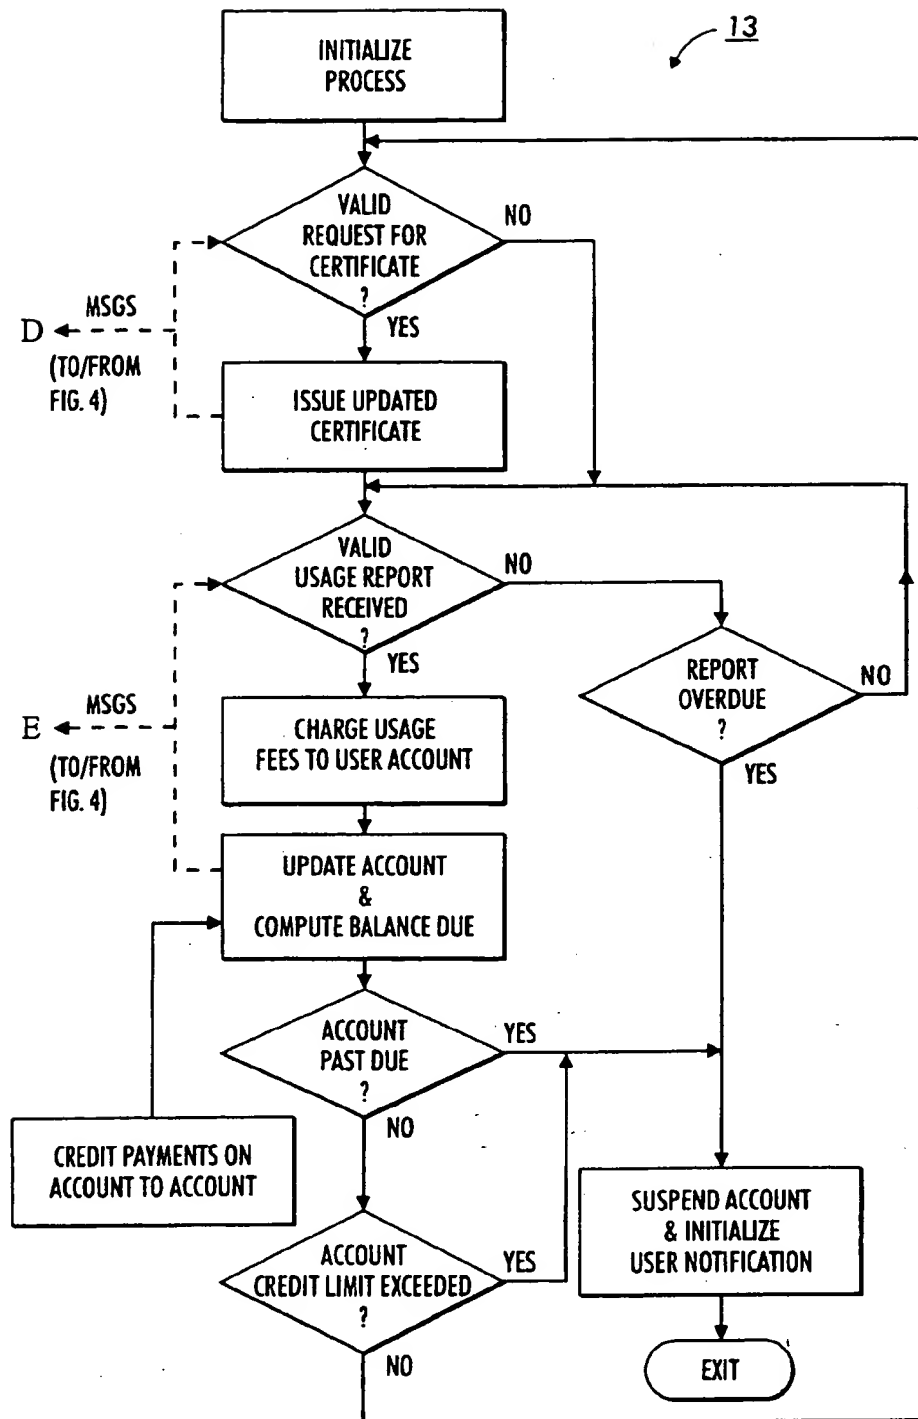 13
INITIALIZE
PROCESS
VALID
REQUEST FOR
CERTIFICATE
?
NO
YES
MSGS
D
(TO/FROM
FIG. 4)
ISSUE UPDATED
CERTIFICATE
VALID
USAGE REPORT
RECEIVED
?
NO
YES
REPORT
OVERDUE
?
NO
YES
MSGS
E
(TO/FROM
FIG. 4)
CHARGE USAGE
FEES TO USER ACCOUNT
UPDATE ACCOUNT
&
COMPUTE BALANCE DUE
ACCOUNT
PAST DUE
?
YES
NO
CREDIT PAYMENTS ON
ACCOUNT TO ACCOUNT
ACCOUNT
CREDIT LIMIT EXCEEDED
?
YES
NO
SUSPEND ACCOUNT
& INITIALIZE
USER NOTIFICATION
EXIT